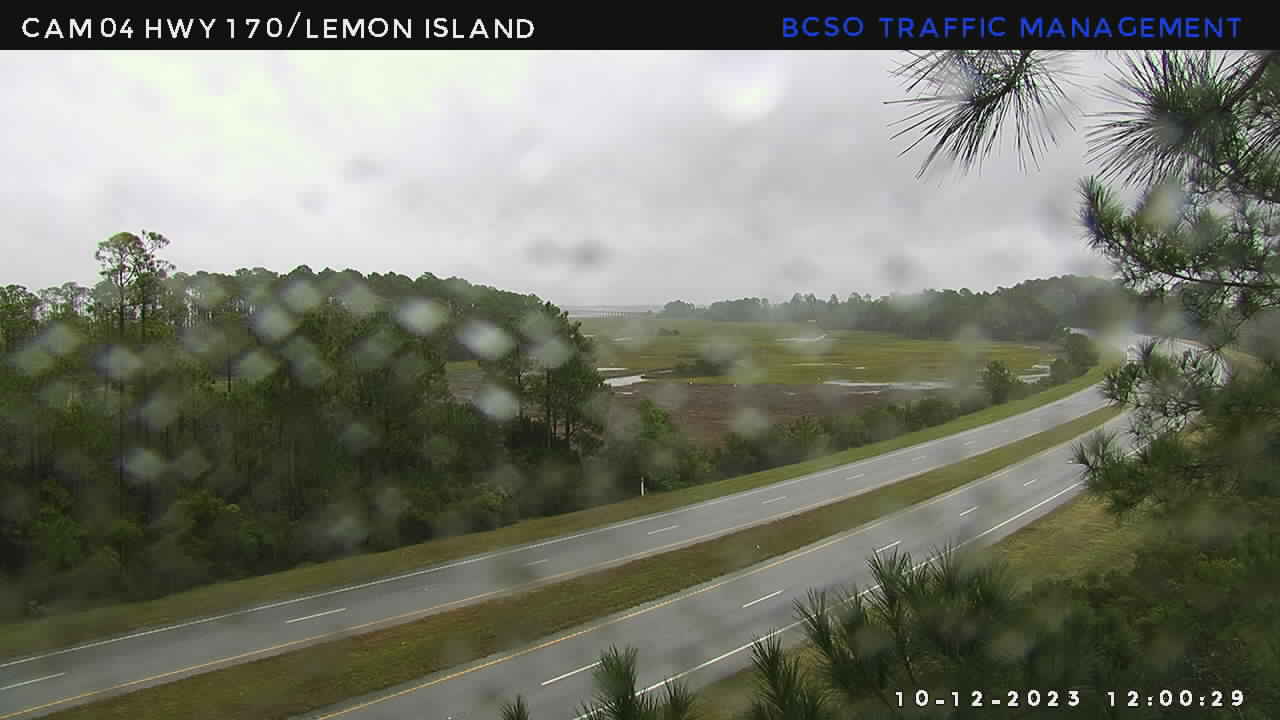 CAM 04 HWY 170/LEMON ISLAND
BCSO TRAFFIC MANAGEMENT
10-12-2023 12:00:29